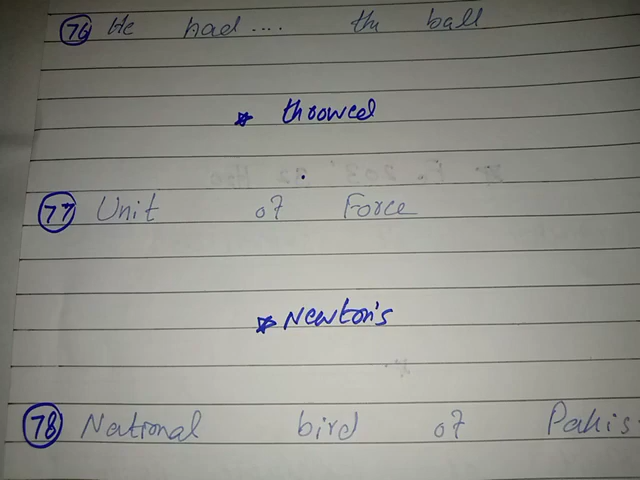 76 He had.... the ball
* throwed
77 Unit of Force
* Newton's
78 National bird of Pakis